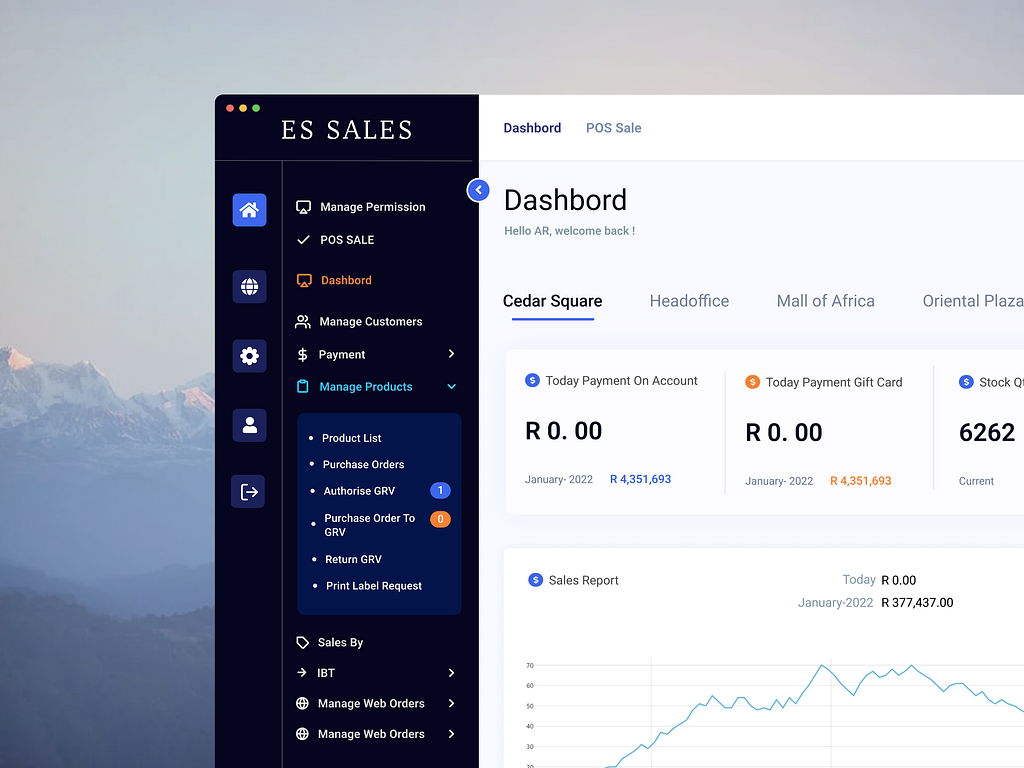 ES SALES
Manage Permission
POS SALE
Dashbord
Manage Customers
Payment
Manage Products
Product List
Purchase Orders
Authorise GRV 1
Purchase Order To 0
GRV
Return GRV
Print Label Request
Sales By
IBT
Manage Web Orders
Manage Web Orders
Dashbord POS Sale
Dashbord
Hello AR, welcome back !
Cedar Square Headoffice Mall of Africa Oriental Plaza
$ Today Payment On Account
R 0. 00
January- 2022 R 4,351,693
$ Today Payment Gift Card
R 0. 00
January- 2022 R 4,351,693
$ Stock Qt
6262
Current
$ Sales Report
Today R 0.00
January-2022 R 377,437.00
70
60
50
40
30
20